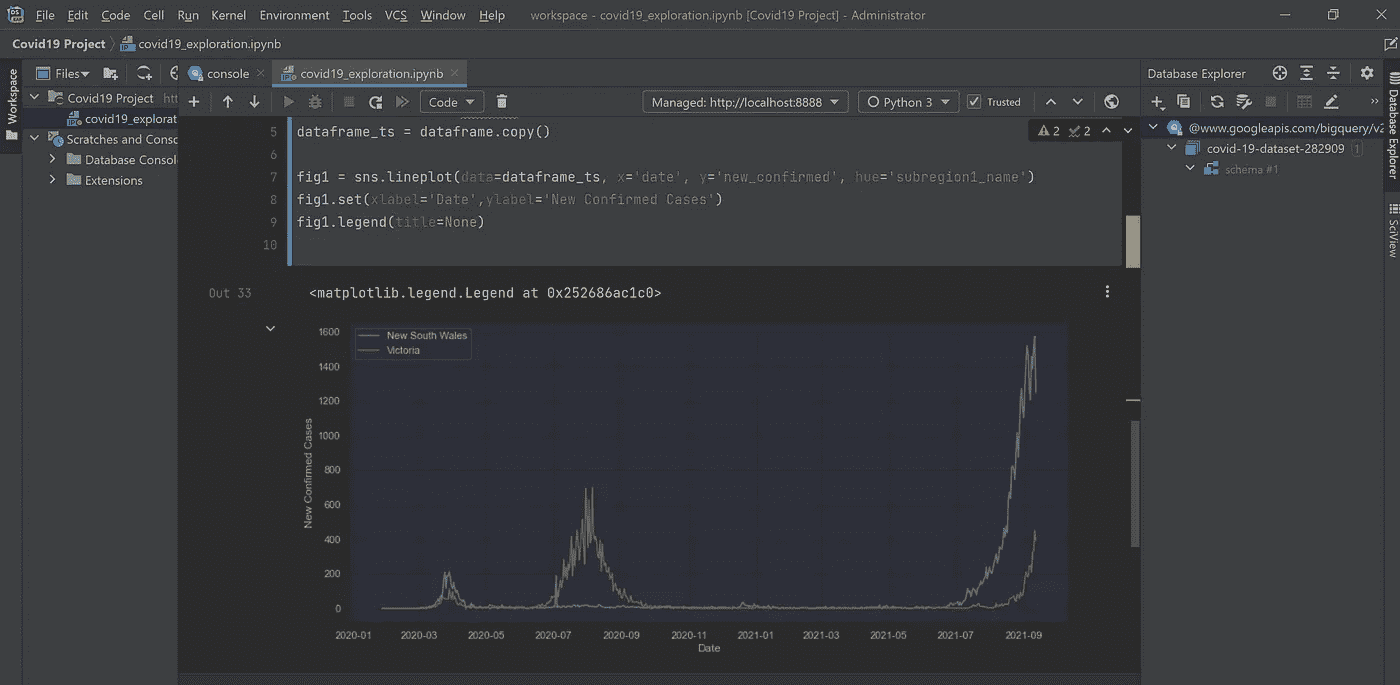 File Edit Code Cell Run Kernel Environment Tools VCS Window Help workspace - covid19_exploration.ipynb [Covid19 Project] - Administrator
Covid19 Project covid19_exploration.ipynb
Workspace
Files
Covid19 Project htt
covid19_explorat
Scratches and Consc
Database Consol
Extensions
console covid19_exploration.ipynb
Code Managed: http://localhost:8888 Python 3 Trusted
2 2
5 dataframe_ts = dataframe.copy()
6
7 fig1 = sns.lineplot(data=dataframe_ts, x='date', y='new_confirmed', hue='subregion1_name')
8 fig1.set(xlabel='Date',ylabel='New Confirmed Cases')
9 fig1.legend(title=None)
10
Out 33 <matplotlib.legend.Legend at 0x252686ac1c0>
New South Wales
Victoria
1600
1400
1200
1000
800
600
400
200
0
New Confirmed Cases
2020-01 2020-03 2020-05 2020-07 2020-09 2020-11 2021-01 2021-03 2021-05 2021-07 2021-09
Date
Database Explorer
@www.googleapis.com/bigquery/v2
covid-19-dataset-282909 1
schema #1
Database Explorer
SciView